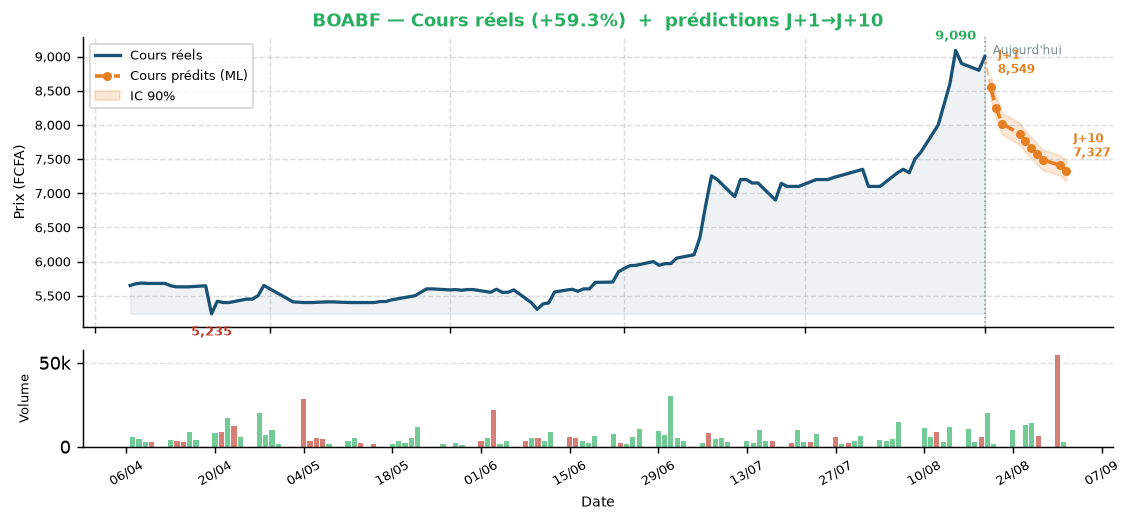 BOABF — Cours réels (+59.3%)  +  prédictions J+1→J+10
Cours réels
Cours prédits (ML)
IC 90%
9,090
Aujourd'hui
J+1
8,549
J+10
7,327
5,235
Prix (FCFA)
9,000
8,500
8,000
7,500
7,000
6,500
6,000
5,500
Volume
50k
0
06/04 20/04 04/05 18/05 01/06 15/06 29/06 13/07 27/07 10/08 24/08 07/09
Date